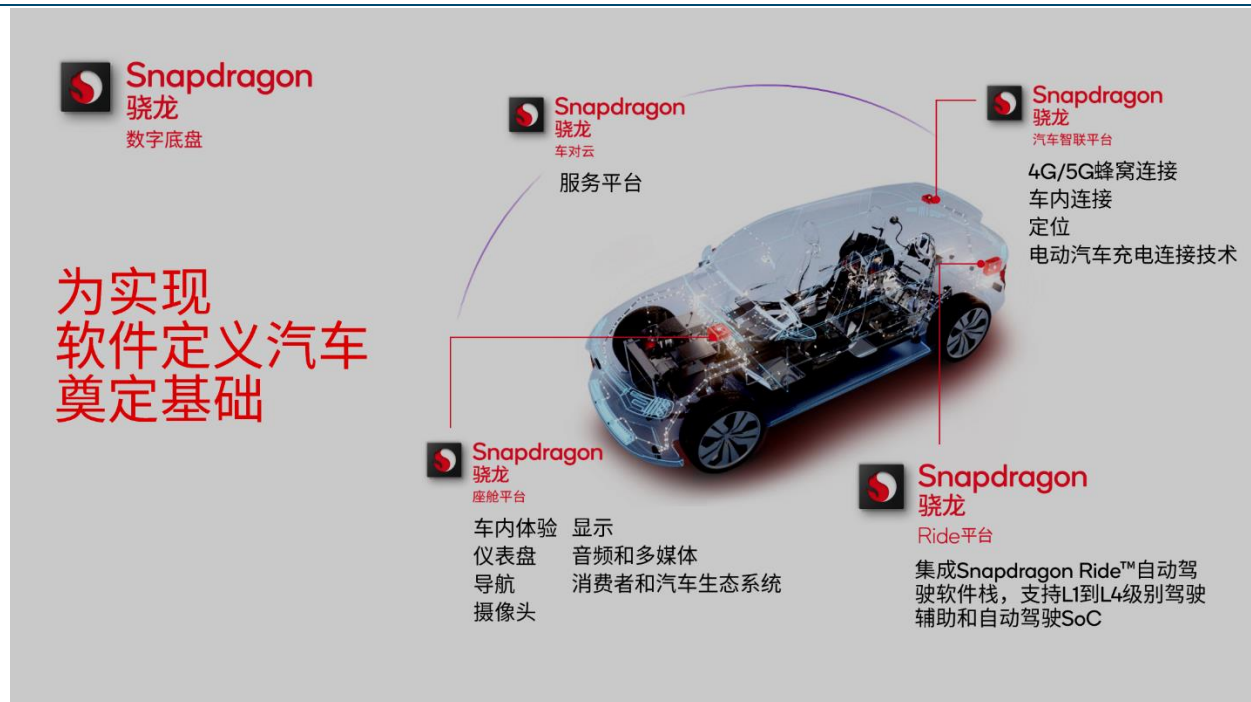 Snapdragon
骁龙
数字底盘
为实现
软件定义汽车
奠定基础
Snapdragon
骁龙
车对云
服务平台
Snapdragon
骁龙
汽车智联平台
4G/5G蜂窝连接
车内连接
定位
电动汽车充电连接技术
Snapdragon
骁龙
座舱平台
车内体验 显示
仪表盘 音频和多媒体
导航 消费者和汽车生态系统
摄像头
Snapdragon
骁龙
Ride平台
集成Snapdragon Ride™自动驾
驶软件栈，支持L1到L4级别驾驶
辅助和自动驾驶SoC